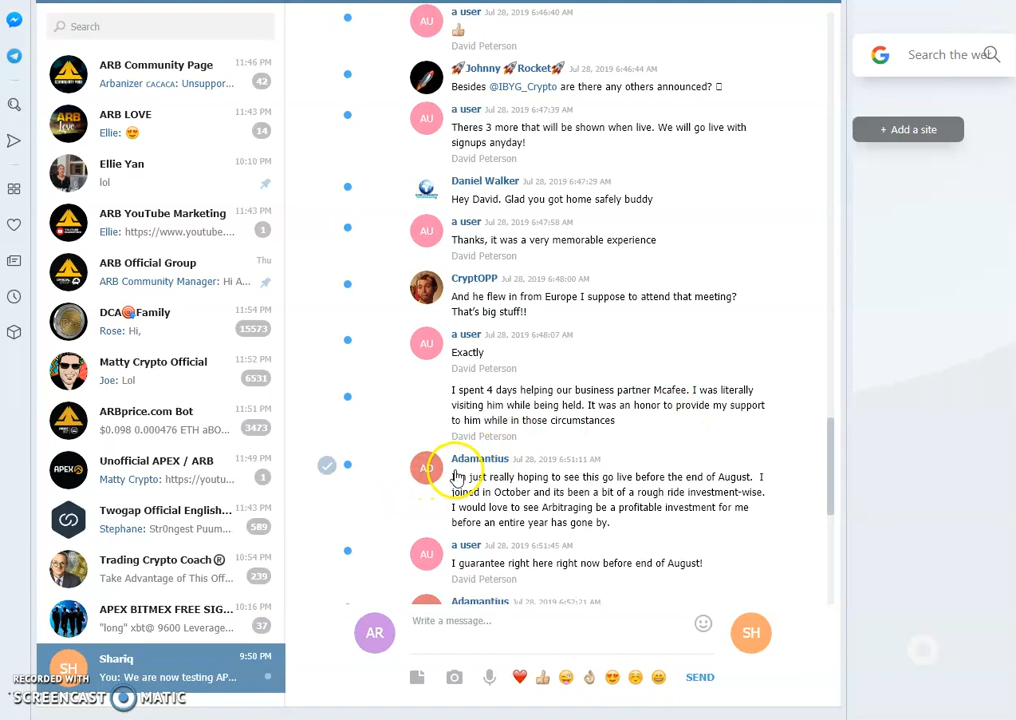 Search
ARB Community Page
11:46 PM
Arbanizer CACACA: Unsuppor...
42
ARB LOVE
11:43 PM
Ellie: 😍
14
Ellie Yan
10:10 PM
lol
ARB YouTube Marketing
11:43 PM
Ellie: https://www.youtube....
1
ARB Official Group
Thu
ARB Community Manager: Hi A...
DCA🎯Family
11:54 PM
Rose: Hi,
15573
Matty Crypto Official
11:52 PM
Joe: Lol
6531
ARBprice.com Bot
11:51 PM
$0.098 0.000476 ETH aBO...
3473
Unofficial APEX / ARB
11:49 PM
Matty Crypto: https://youtu...
1
Twogap Official English...
11:43 PM
Stephane: Str0ngest Puum...
589
Trading Crypto Coach®
10:54 PM
Take Advantage of This Off...
239
APEX BITMEX FREE SIG...
10:16 PM
"long" xbt@ 9600 Leverage...
37
SH
Shariq
9:50 PM
You: We are now testing AP...
RECORDED WITH
SCREENCAST MATIC
AU
a user Jul 28, 2019 6:46:40 AM
👍
David Peterson
🚀Johnny 🚀Rocket🚀 Jul 28, 2019 6:46:44 AM
Besides @IBYG_Crypto are there any others announced?
AU
a user Jul 28, 2019 6:47:39 AM
Theres 3 more that will be shown when live. We will go live with
signups anyday!
David Peterson
Daniel Walker Jul 28, 2019 6:47:29 AM
Hey David. Glad you got home safely buddy
AU
a user Jul 28, 2019 6:47:58 AM
Thanks, it was a very memorable experience
CryptOPP Jul 28, 2019 6:48:00 AM
And he flew in from Europe I suppose to attend that meeting?
That's big stuff!!
AU
a user Jul 28, 2019 6:48:07 AM
Exactly
David Peterson
I spent 4 days helping our business partner Mcafee. I was literally
visiting him while being held. It was an honor to provide my support
to him while in those circumstances
David Peterson
AD
Adamantius Jul 28, 2019 6:51:11 AM
I'm just really hoping to see this go live before the end of August. I
joined in October and its been a bit of a rough ride investment-wise.
I would love to see Arbitraging be a profitable investment for me
before an entire year has gone by.
AU
a user Jul 28, 2019 6:51:45 AM
I guarantee right here right now before end of August!
David Peterson
Adamantius Jul 28, 2019 6:52:21 AM
AR
Write a message...
SH
SEND
Search the we
+ Add a site